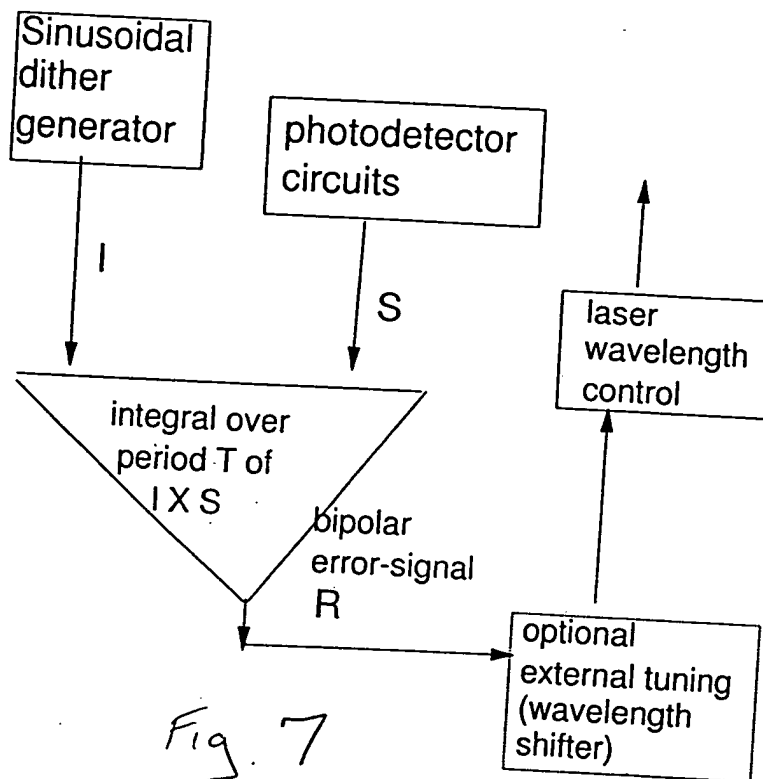 Sinusoidal
dither
generator
photodetector
circuits
I
S
laser
wavelength
control
integral over
period T of
I X S
bipolar
error-signal
R
optional
external tuning
(wavelength
shifter)
Fig. 7